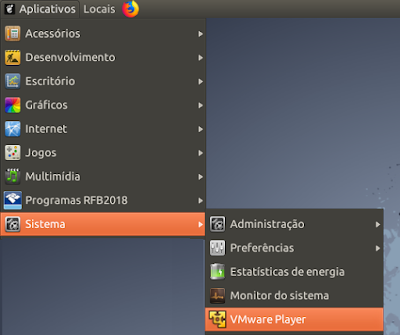 Aplicativos Locais
Acessórios
Desenvolvimento
Escritório
Gráficos
Internet
Jogos
Multimídia
Programas RFB2018
Sistema
Administração
Preferências
Estatísticas de energia
Monitor do sistema
VMware Player